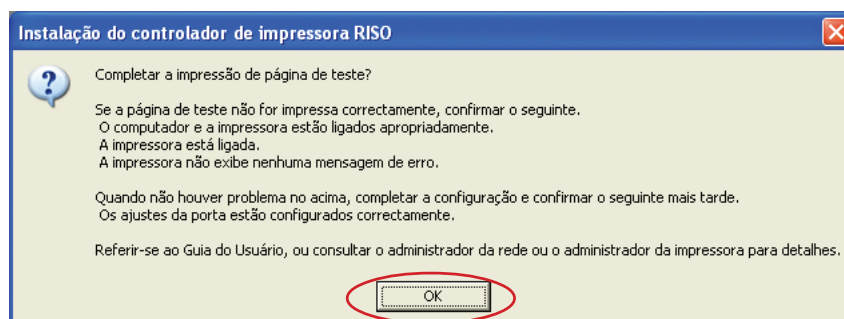 Instalação do controlador de impressora RISO
Completar a impressão de página de teste?
Se a página de teste não for impressa correctamente, confirmar o seguinte.
O computador e a impressora estão ligados apropriadamente.
A impressora está ligada.
A impressora não exibe nenhuma mensagem de erro.
Quando não houver problema no acima, completar a configuração e confirmar o seguinte mais tarde.
Os ajustes da porta estão configurados correctamente.
Referir-se ao Guia do Usuário, ou consultar o administrador da rede ou o administrador da impressora para detalhes.
OK